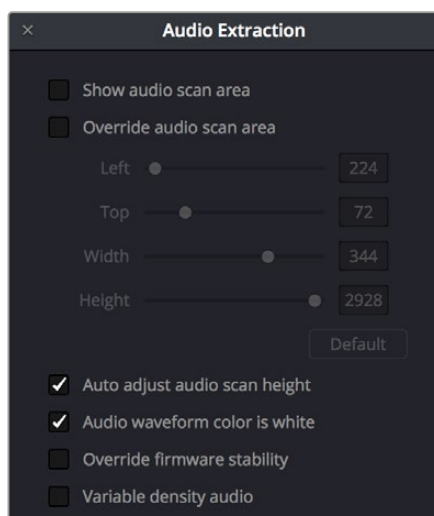 Audio Extraction
Show audio scan area
Override audio scan area
Left 224
Top 72
Width 344
Height 2928
Default
Auto adjust audio scan height
Audio waveform color is white
Override firmware stability
Variable density audio